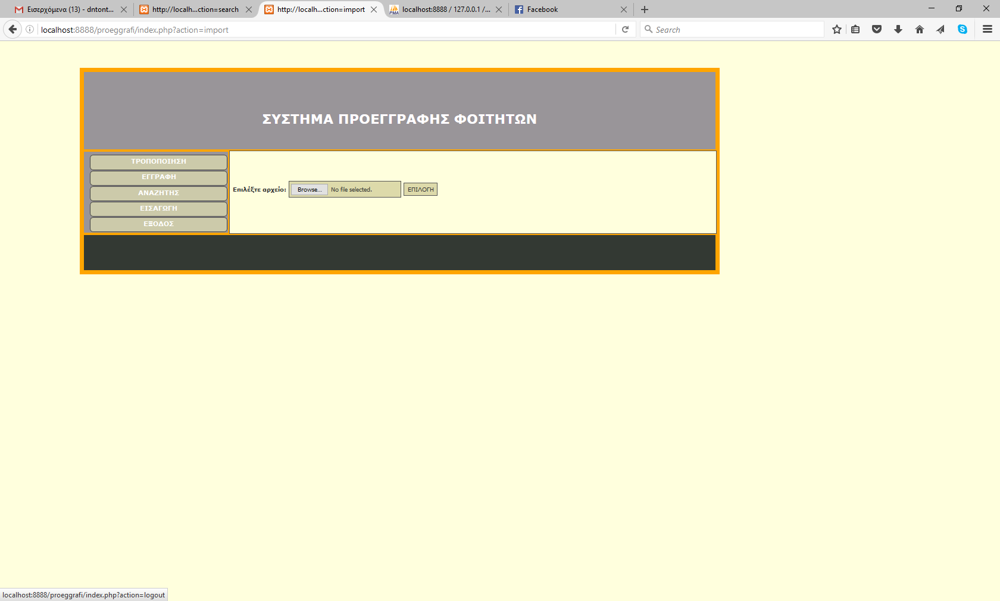 Εισερχόμενα (13) - dntont...
http://localh...ction=search
http://localh...ction=import
PMA
localhost:8888 / 127.0.0.1 /...
Facebook
localhost:8888/proeggrafi/index.php?action=import
Search
ΣΥΣΤΗΜΑ ΠΡΟΕΓΓΡΑΦΗΣ ΦΟΙΤΗΤΩΝ
ΤΡΟΠΟΠΟΙΗΣΗ
ΕΓΓΡΑΦΗ
ΑΝΑΖΗΤΗΣ
ΕΙΣΑΓΩΓΗ
ΕΞΟΔΟΣ
Επιλέξτε αρχείο: Browse... No file selected. ΕΠΙΛΟΓΗ
localhost:8888/proeggrafi/index.php?action=logout